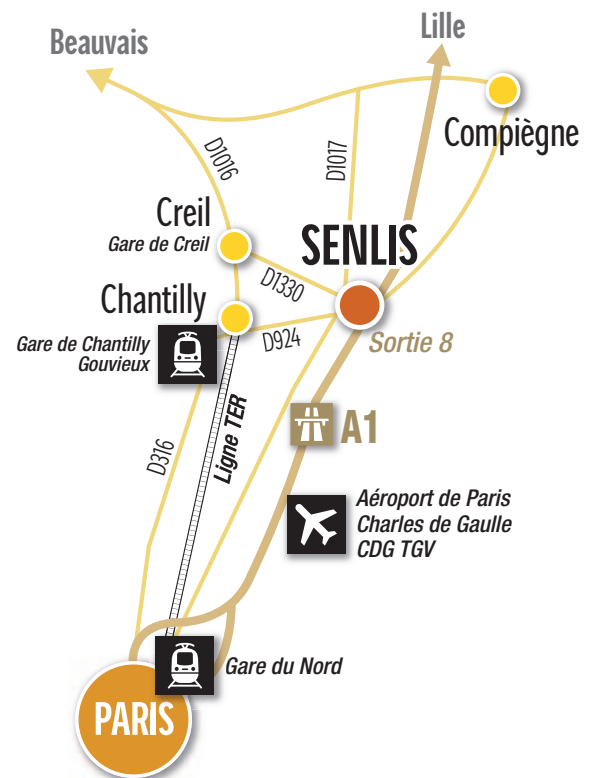 Lille
Beauvais
Compiègne
D1016
D1017
Creil
Gare de Creil
SENLIS
D1330
Chantilly
Gare de Chantilly
Gouvieux
D924
Sortie 8
Ligne TER
A1
D316
Aéroport de Paris
Charles de Gaulle
CDG TGV
Gare du Nord
PARIS